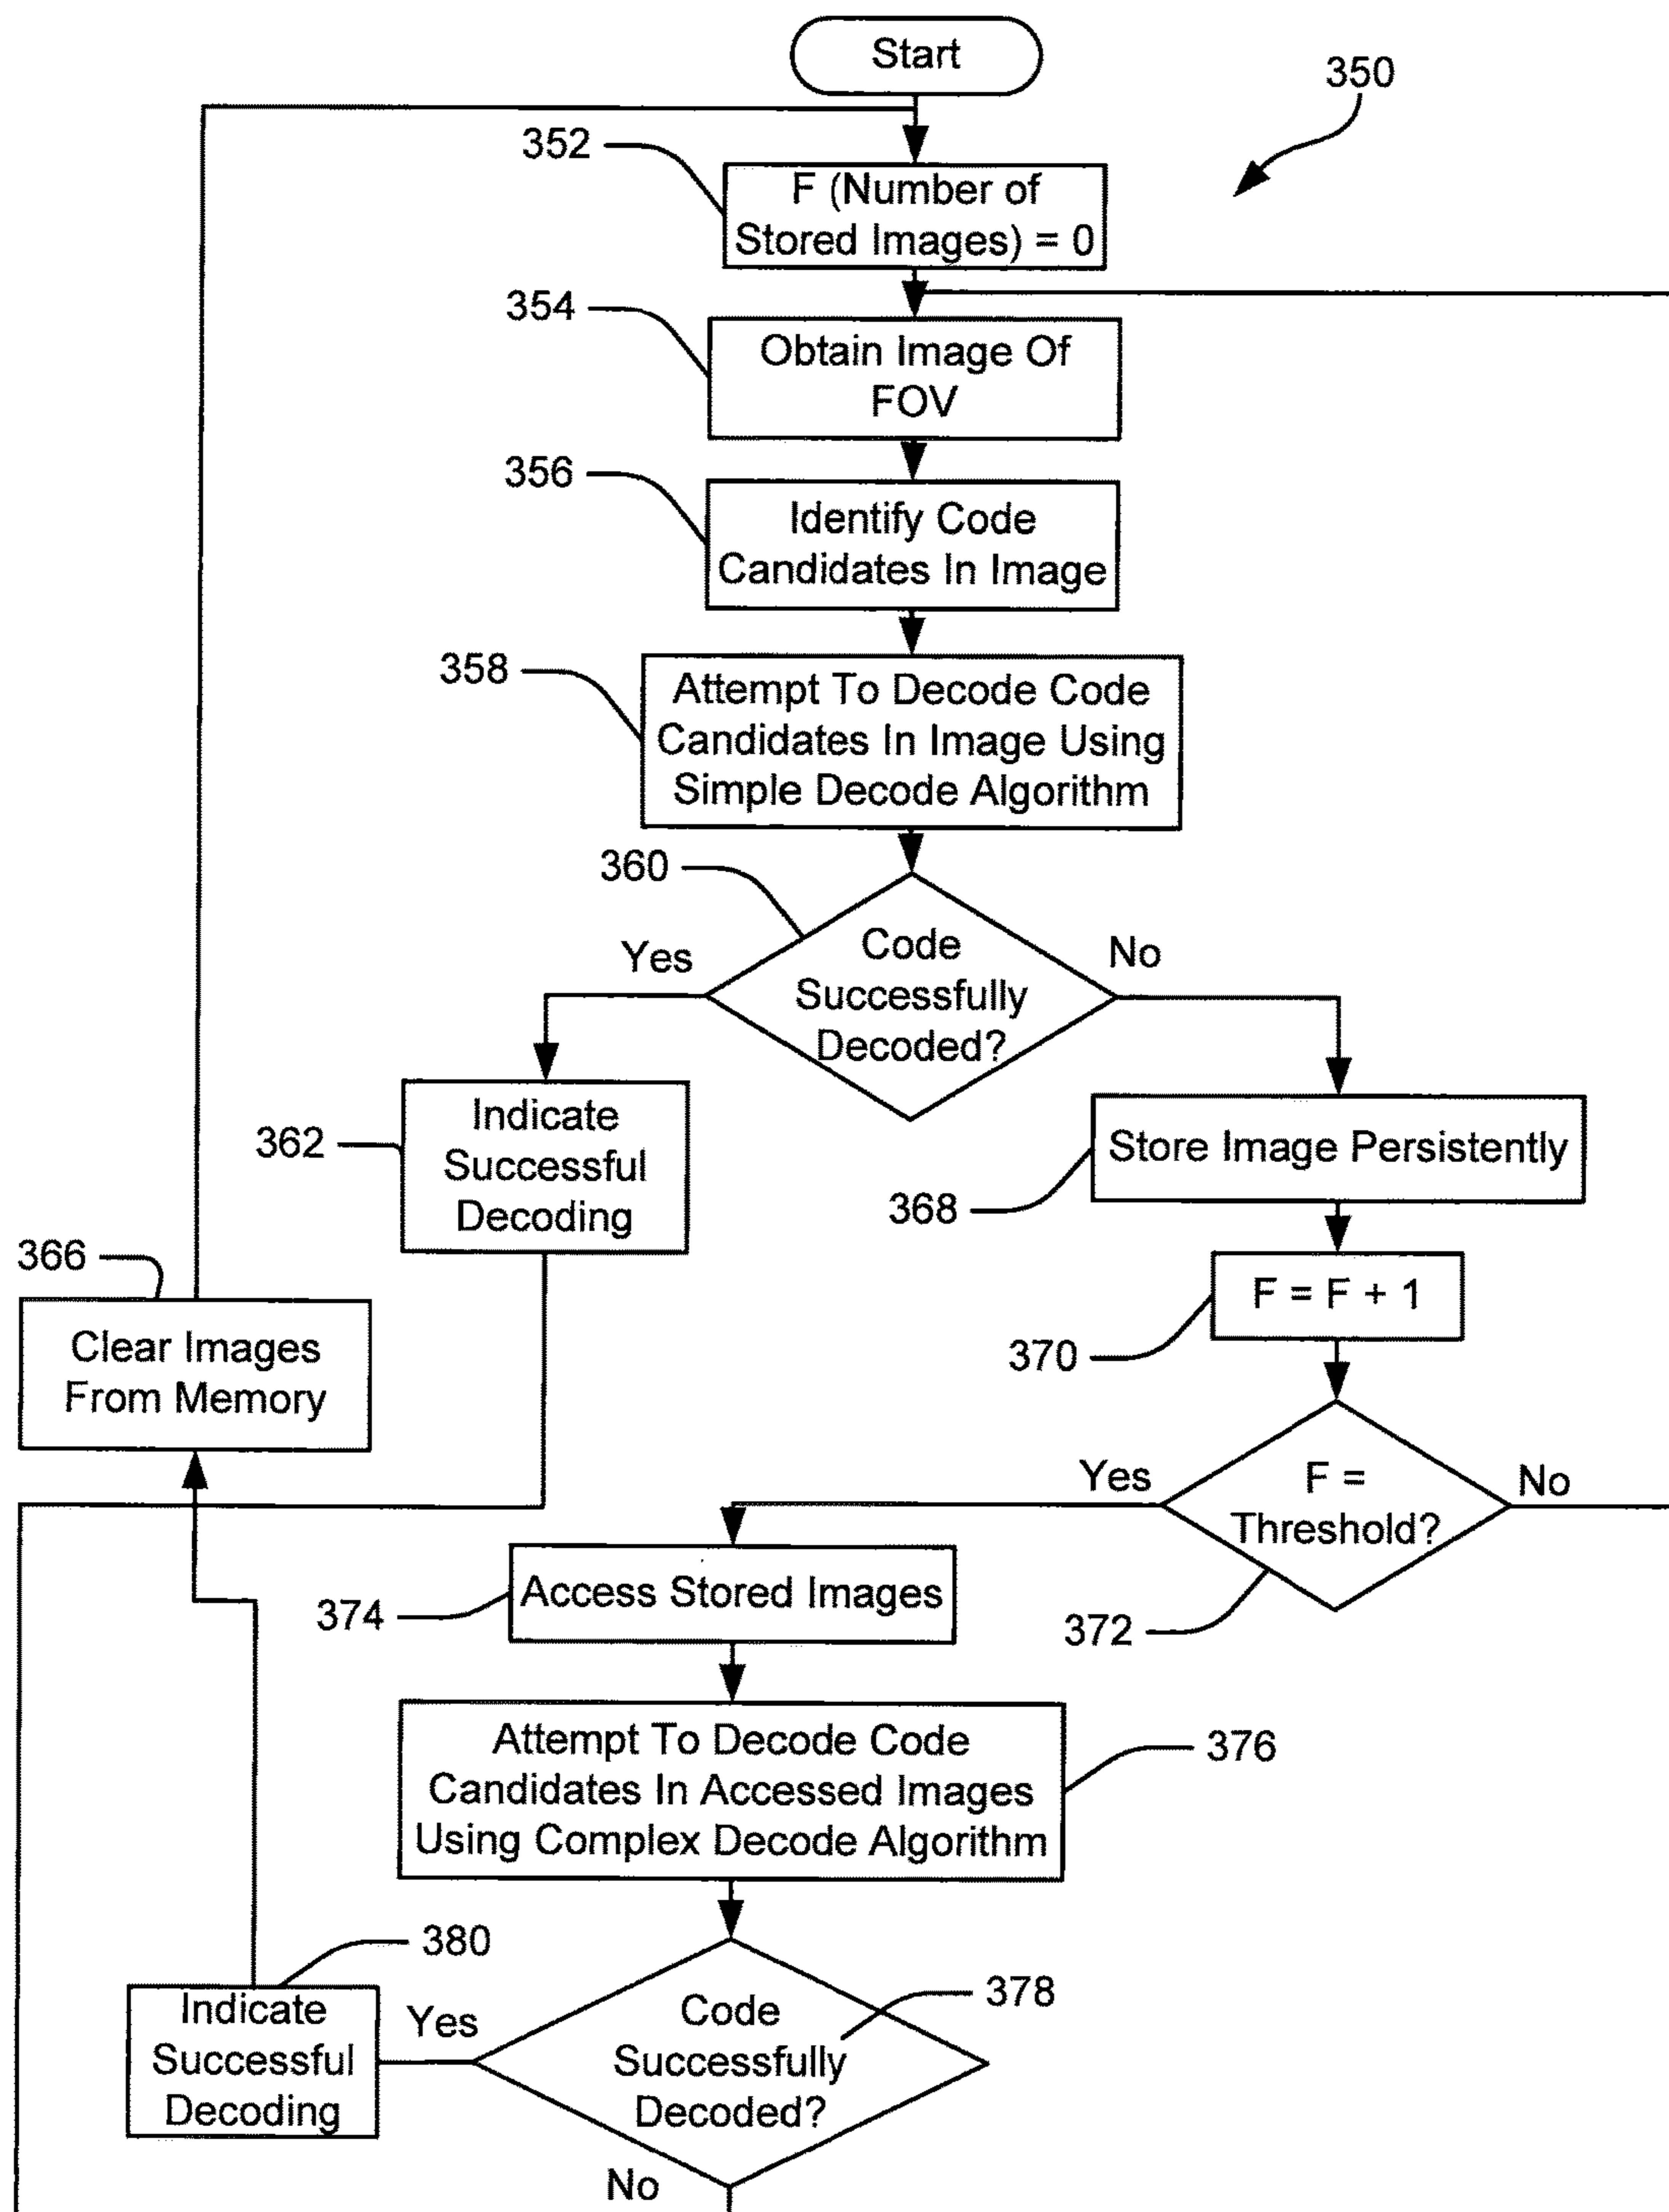 Start
350
352
F (Number of
Stored Images) = 0
354
Obtain Image Of
FOV
356
Identify Code
Candidates In Image
358
Attempt To Decode Code
Candidates In Image Using
Simple Decode Algorithm
360
Yes
Code
Successfully
Decoded?
No
362
Indicate
Successful
Decoding
Store Image Persistently
368
366
Clear Images
From Memory
F = F + 1
370
Yes
F =
Threshold?
No
372
Access Stored Images
374
Attempt To Decode Code
Candidates In Accessed Images
Using Complex Decode Algorithm
376
380
Indicate
Successful
Decoding
Yes
Code
Successfully
Decoded?
378
No